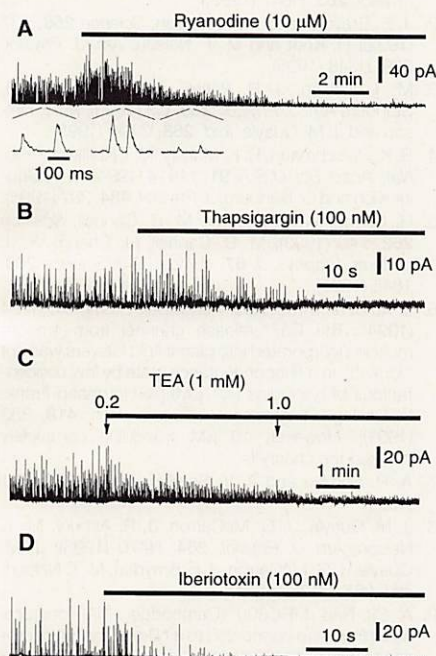 A
Ryanodine (10 μM)
2 min
40 pA
100 ms
B
Thapsigargin (100 nM)
10 s
10 pA
C
TEA (1 mM)
0.2
1.0
1 min
20 pA
D
Iberiotoxin (100 nM)
10 s
20 pA